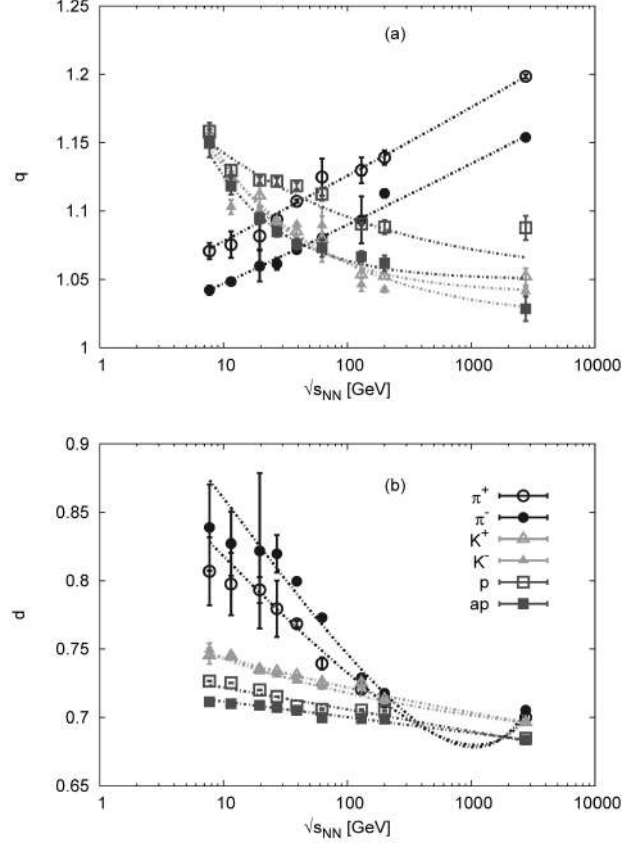 1.25
(a)
1.2
1.15
q
1.1
1.05
1
1 10 100 1000 10000
√sNN [GeV]
0.9
(b)
π+
0.85
π-
K+
K-
0.8
p
d
ap
0.75
0.7
0.65
1 10 100 1000 10000
√sNN [GeV]